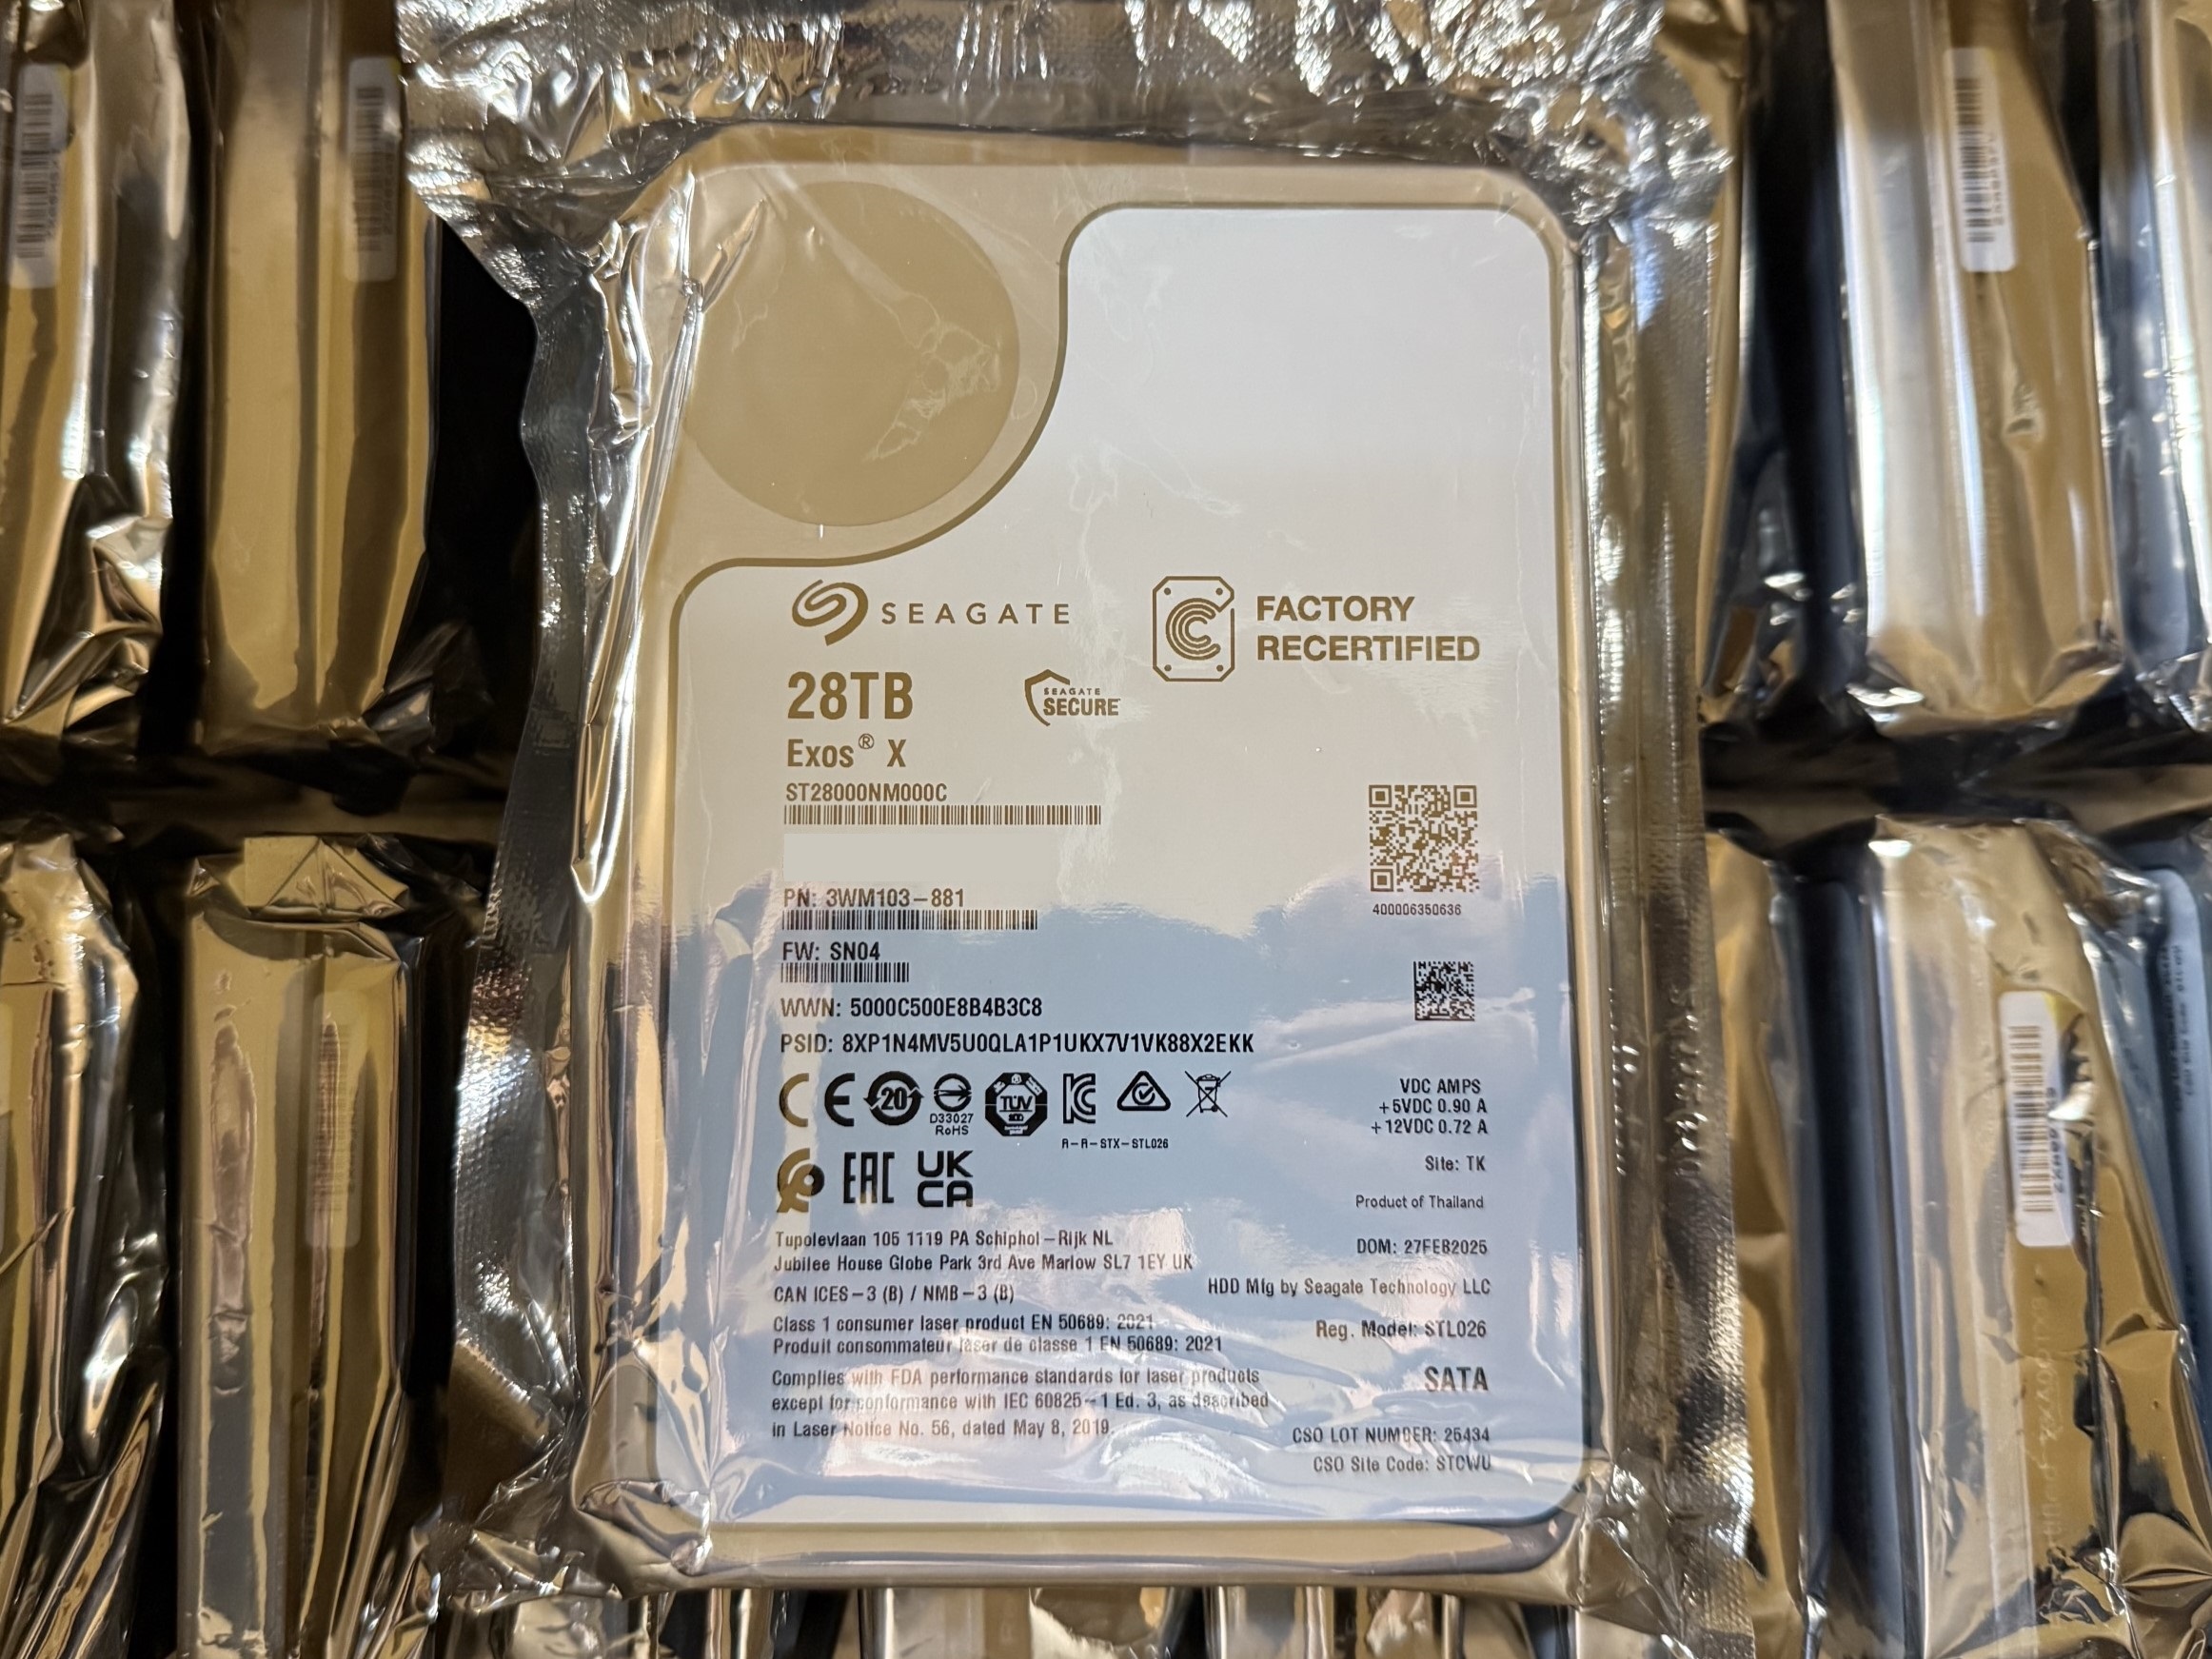 SEAGATE
FACTORY
RECERTIFIED
28TB
SEAGATE
SECURE
Exos® X
ST28000NM000C
PN: 3WM103-881
400006350636
FW: SN04
WWN: 5000C500E8B4B3C8
PSID: 8XP1N4MV5U0QLA1P1UKX7V1VK88X2EKK
CE
20
D33027
RoHS
TÜV
SÜD
R-R-STX-STL026
EAC
UK
CA
VDC AMPS
+5VDC 0.90 A
+12VDC 0.72 A
Site: TK
Product of Thailand
Tupolevlaan 105 1119 PA Schiphol-Rijk NL
Jubilee House Globe Park 3rd Ave Marlow SL7 1EY UK
DOM: 27FEB2025
CAN ICES-3 (B) / NMB-3 (B)
HDD Mfg by Seagate Technology LLC
Class 1 consumer laser product EN 50689: 2021
Produit consommateur laser de classe 1 EN 50689: 2021
Reg. Model: STL026
Complies with FDA performance standards for laser products
except for conformance with IEC 60825-1 Ed. 3, as described
in Laser Notice No. 56, dated May 8, 2019.
SATA
CSO LOT NUMBER: 25434
CSO Site Code: STCWU